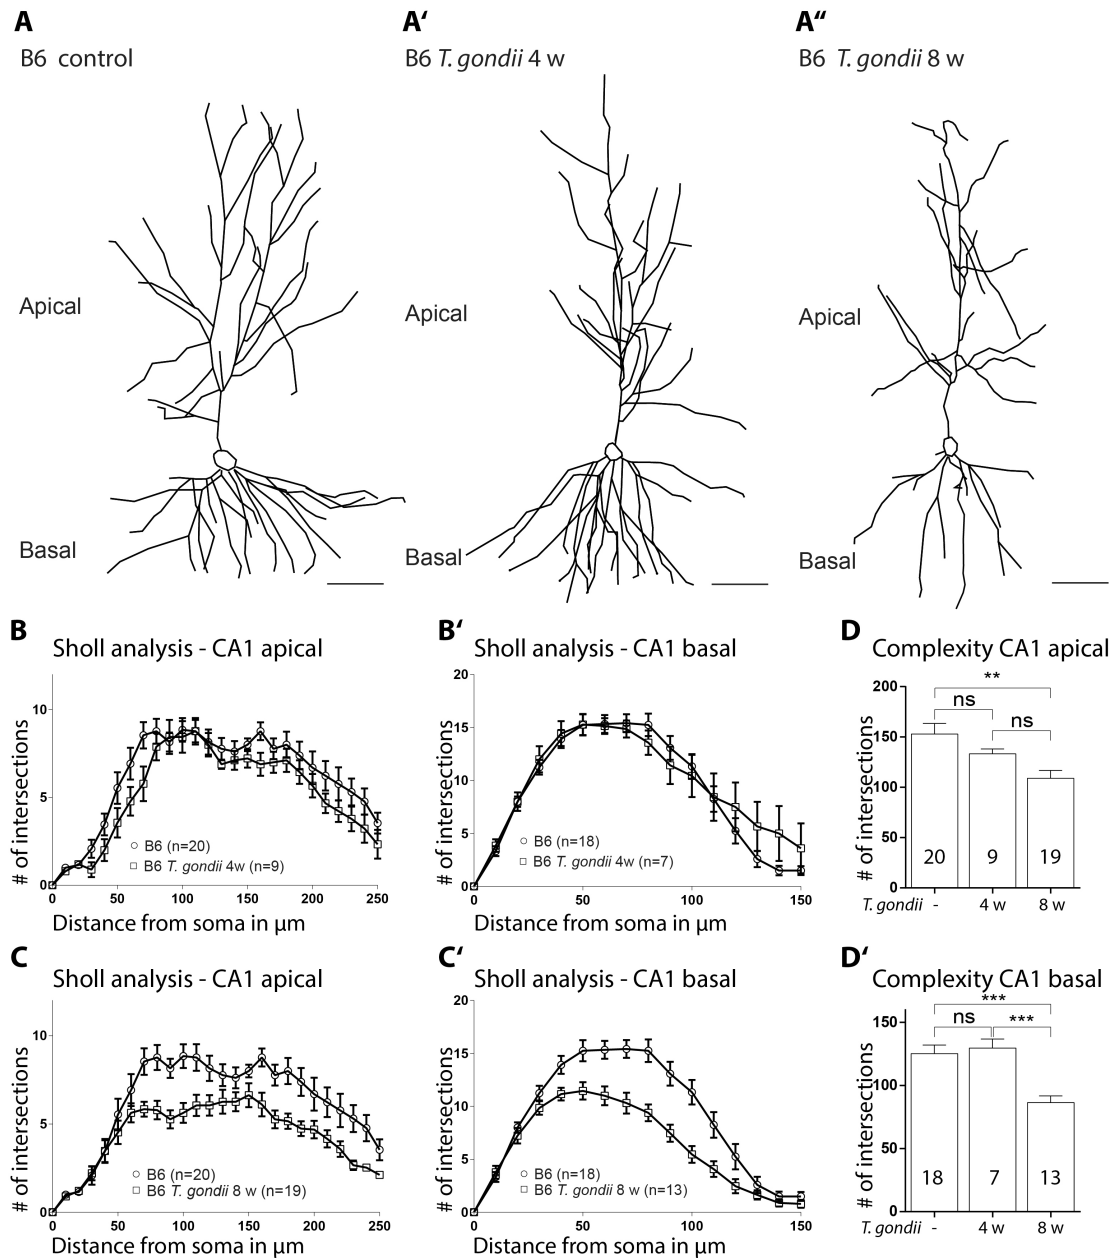 A
A‘
A‘‘
B6 control
B6 T. gondii 4 w
B6 T. gondii 8 w
Apical
Apical
Apical
Basal
Basal
Basal
B
Sholl analysis - CA1 apical
# of intersections
10
5
0
0
50
100
150
200
250
B6 (n=20)
B6 T. gondii 4w (n=9)
Distance from soma in µm
B‘
Sholl analysis - CA1 basal
# of intersections
20
15
10
5
0
0
50
100
150
B6 (n=18)
B6 T. gondii 4w (n=7)
Distance from soma in µm
D
Complexity CA1 apical
# of intersections
200
150
100
50
0
**
ns
ns
20
9
19
T. gondii - 4 w 8 w
C
Sholl analysis - CA1 apical
# of intersections
10
5
0
0
50
100
150
200
250
B6 (n=20)
B6 T. gondii 8 w (n=19)
Distance from soma in µm
C‘
Sholl analysis - CA1 basal
# of intersections
20
15
10
5
0
0
50
100
150
B6 (n=18)
B6 T. gondii 8 w (n=13)
Distance from soma in µm
D‘
Complexity CA1 basal
# of intersections
150
100
50
0
***
ns
***
18
7
13
T. gondii - 4 w 8 w